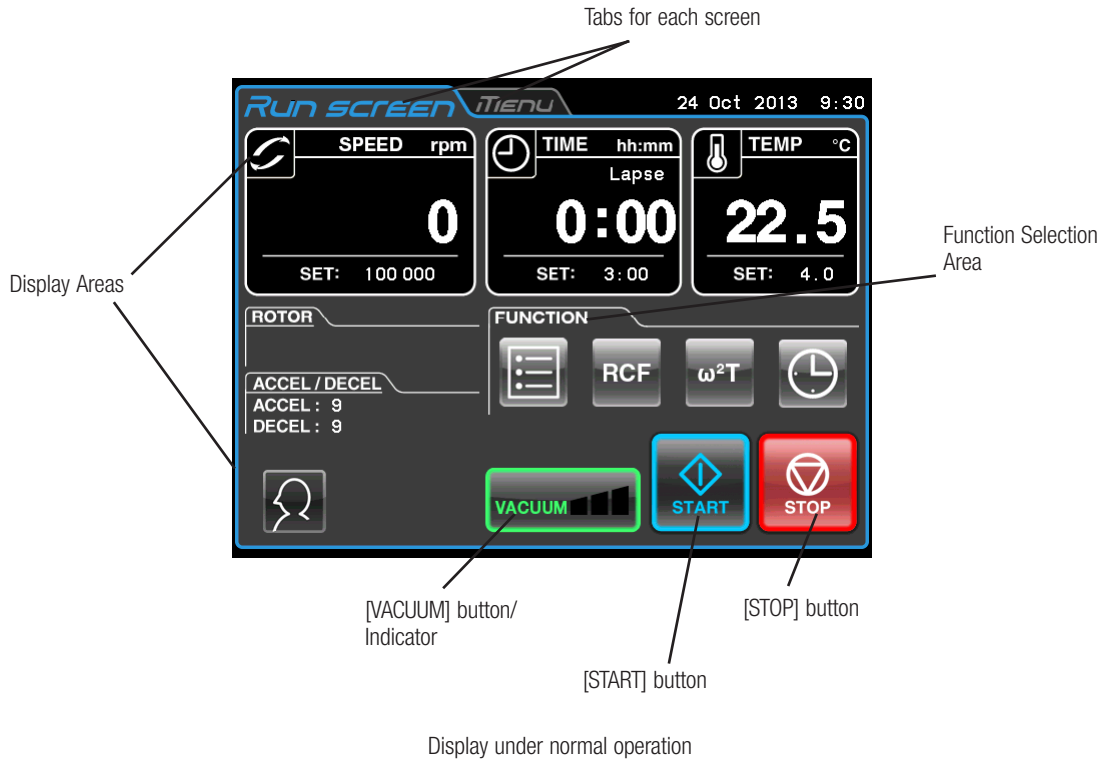 Tabs for each screen
Run screen
menu
24 Oct 2013 9:30
SPEED rpm
0
SET: 100 000
TIME hh:mm
Lapse
0:00
SET: 3:00
TEMP °C
22.5
SET: 4.0
Display Areas
Function Selection
Area
ROTOR
FUNCTION
RCF
ω²T
ACCEL / DECEL
ACCEL : 9
DECEL : 9
VACUUM
START
STOP
[VACUUM] button/
Indicator
[STOP] button
[START] button
Display under normal operation